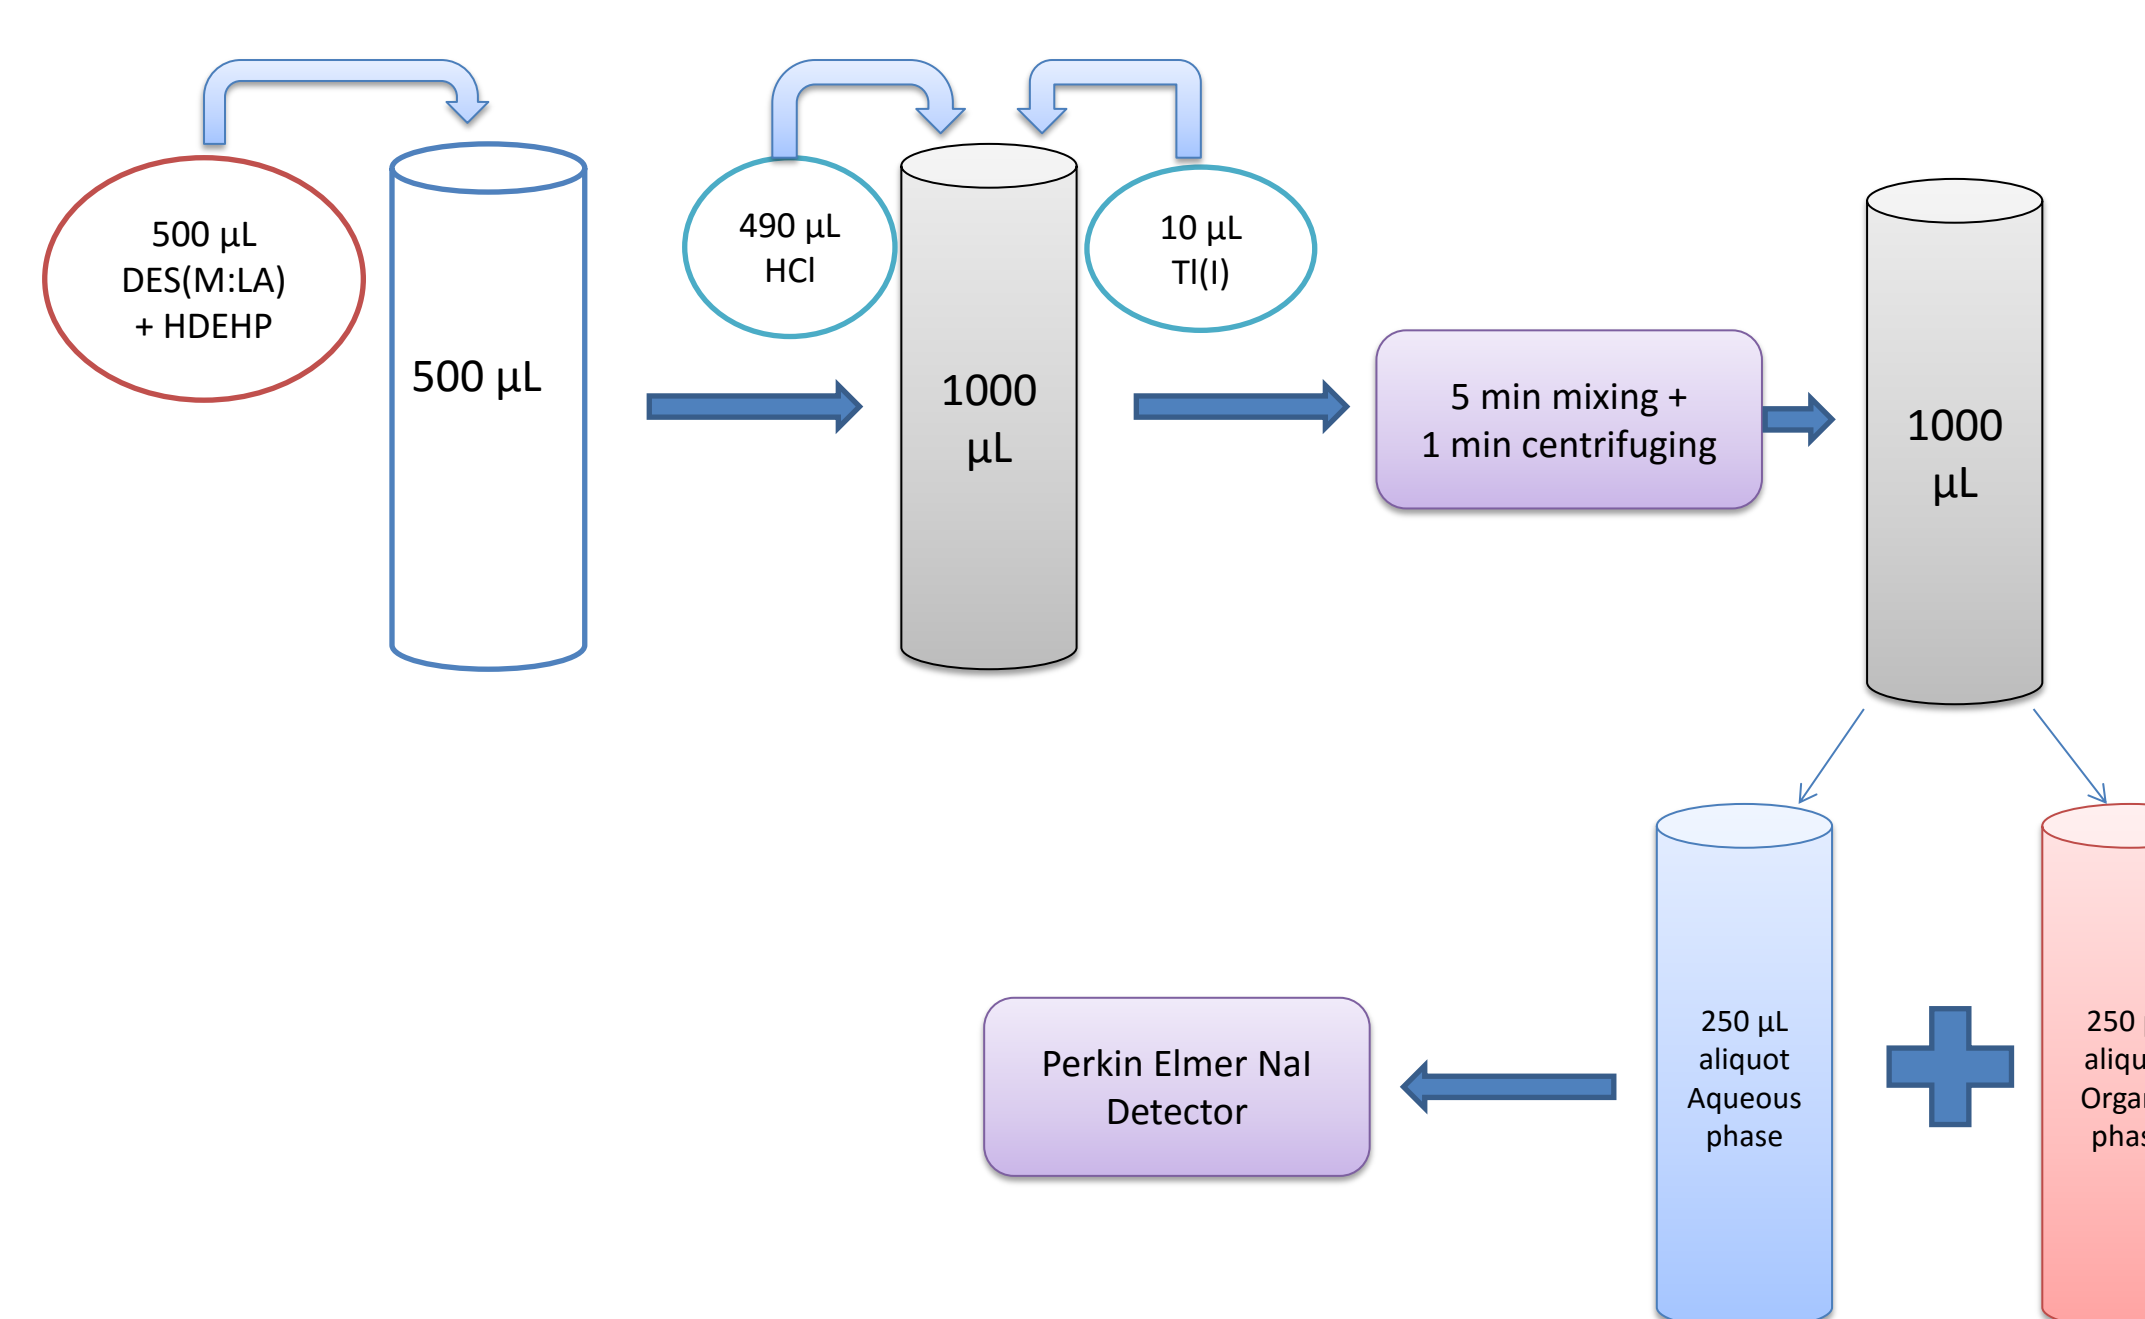 500 µL
DES(M:LA)
+ HDEHP
500 µL
490 µL
HCl
1000
µL
10 µL
Tl(I)
5 min mixing +
1 min centrifuging
1000
µL
250 µL
aliquot
Aqueous
phase
250
Perkin Elmer NaI
Detector